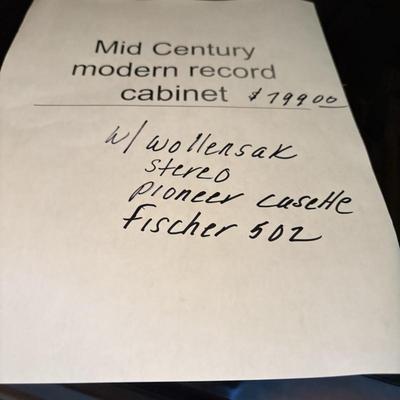 Mid Century
modern record
cabinet $79900
w/ wollensak
stereo
pioneer casette
fischer 502